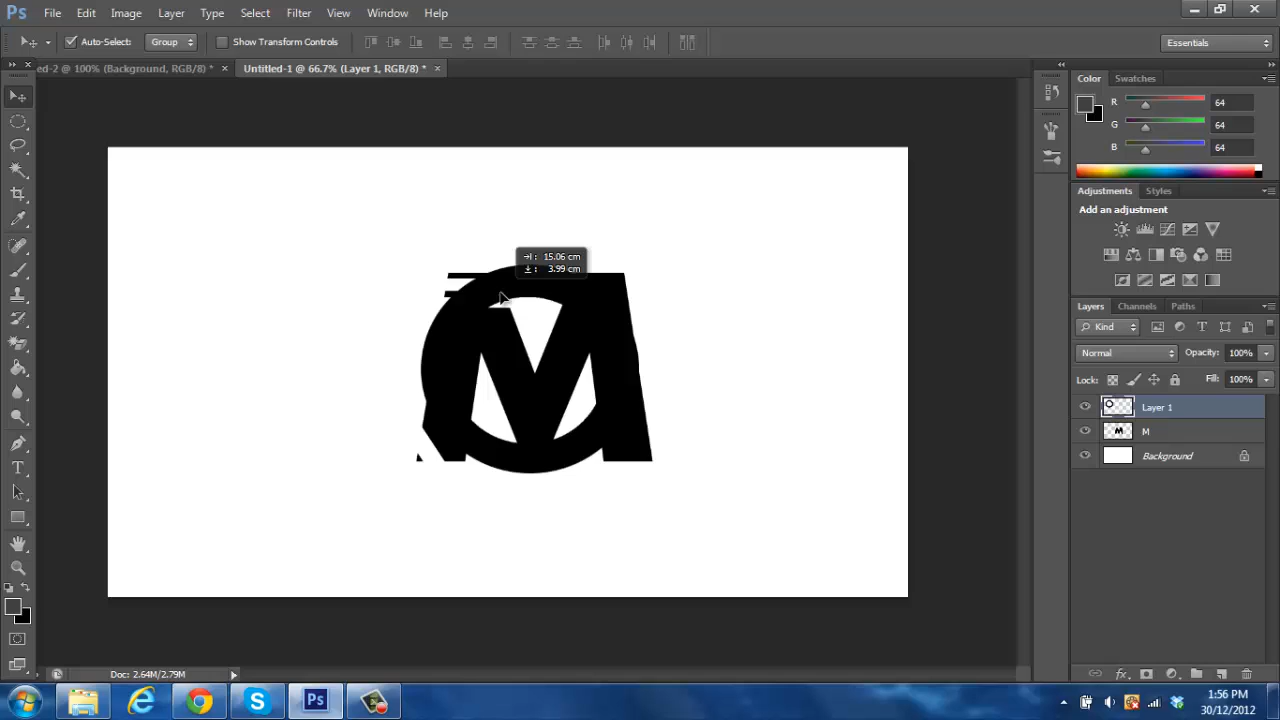 Ps File Edit Image Layer Type Select Filter View Window Help
Auto-Select: Group Show Transform Controls Essentials
ed-2 @ 100% (Background, RGB/8) * × Untitled-1 @ 66.7% (Layer 1, RGB/8) * ×
Color Swatches
R 64
G 64
B 64
Adjustments Styles
Add an adjustment
15.06 cm
3.99 cm
M
Layers Channels Paths
Kind
Normal Opacity: 100%
Lock: Fill: 100%
Layer 1
M
Background
Doc: 2.64M/2.79M
Ps
1:56 PM
30/12/2012